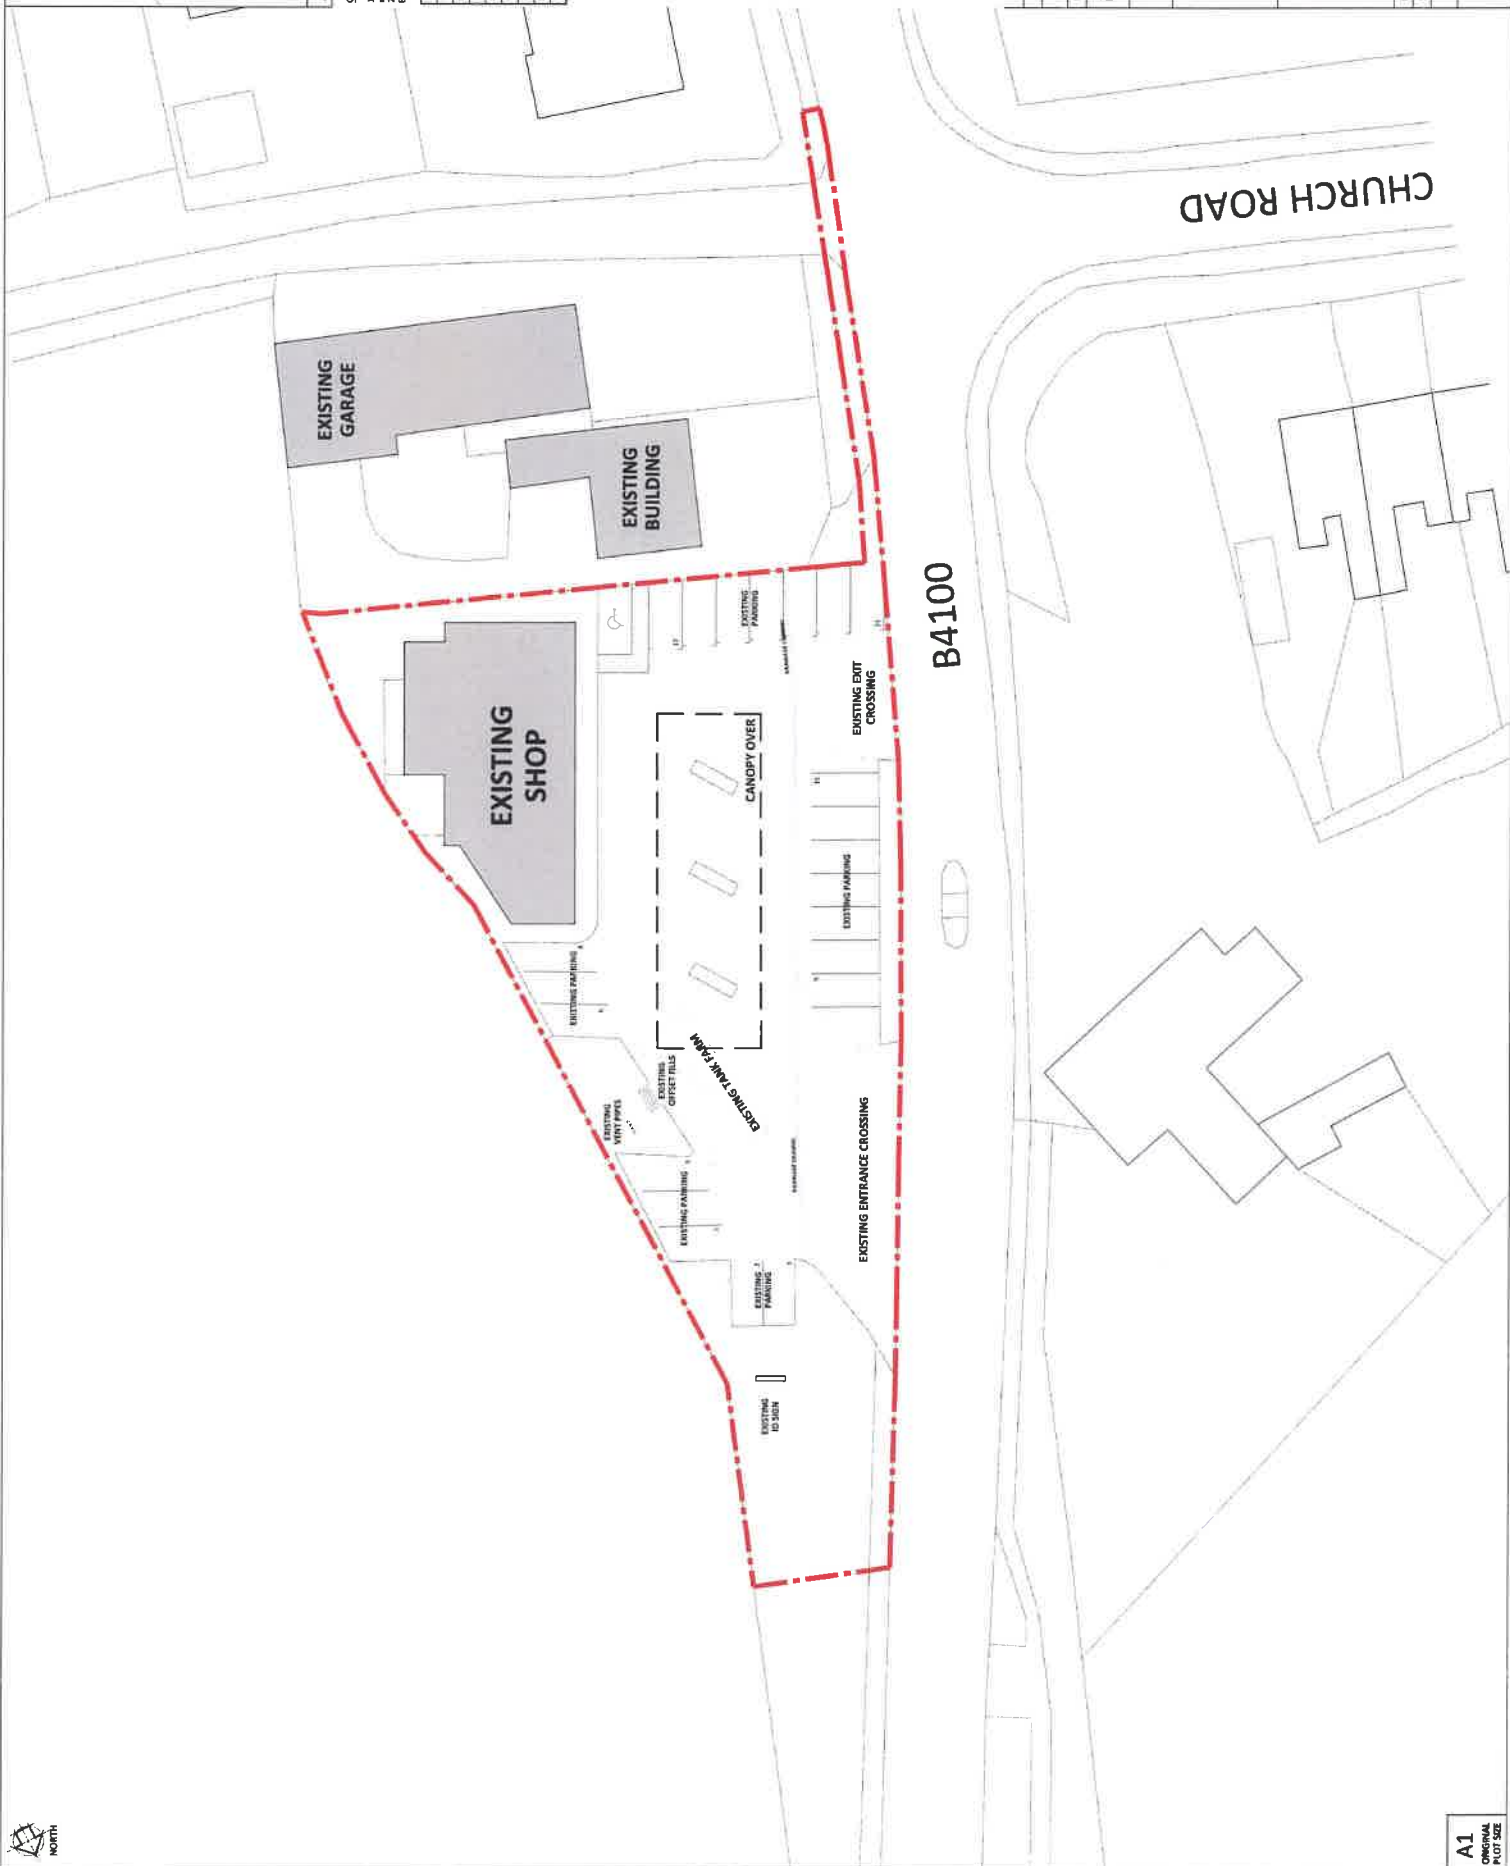 NORTH
EXISTING
GARAGE
EXISTING
BUILDING
CHURCH ROAD
EXISTING
SHOP
EXISTING
PARKING
17
B4100
EXISTING EXIT
CROSSING
CANOPY OVER
EXISTING PARKING
EXISTING PARKING
EXISTING
OFFSET FILLS
EXISTING TANK FARM
EXISTING
VENT PIPES
EXISTING PARKING
EXISTING ENTRANCE CROSSING
EXISTING
PARKING
EXISTING
ID SIGN
A1
ORIGINAL
PLOT SIZE